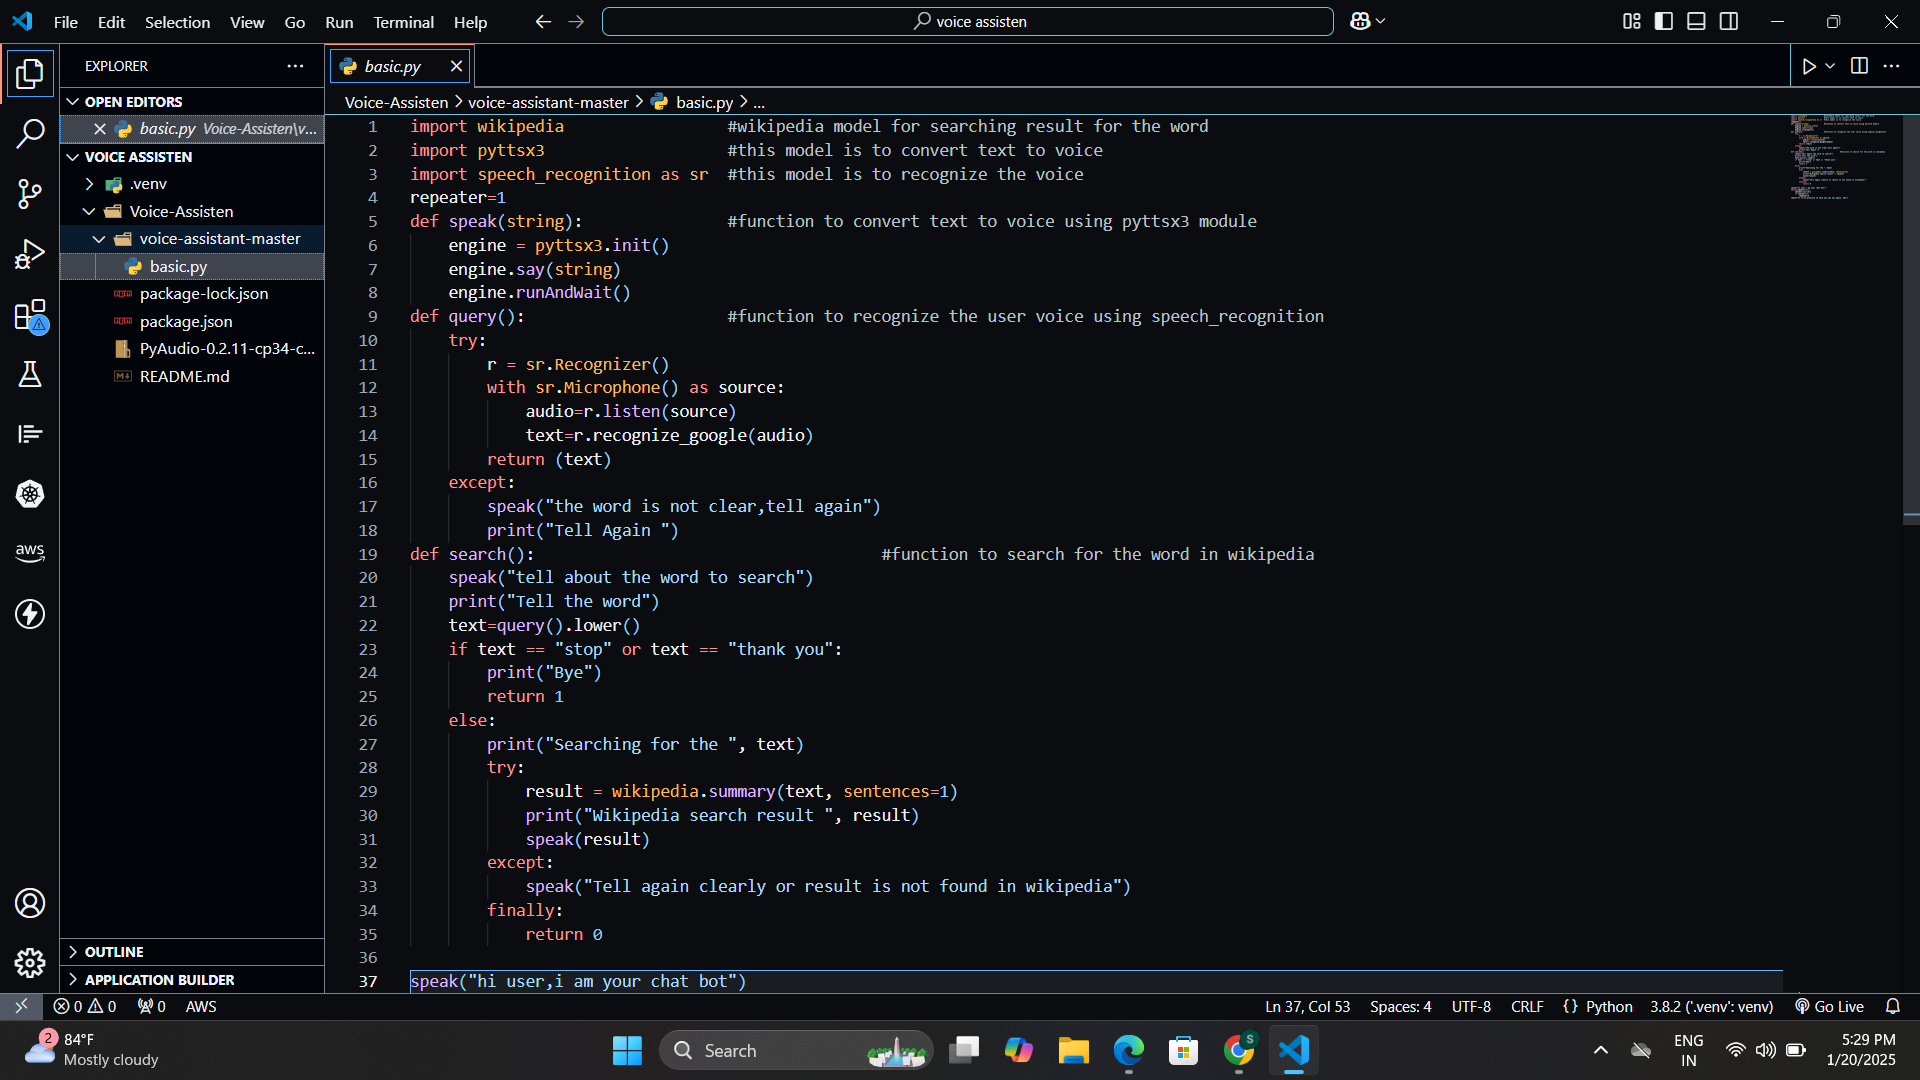 File Edit Selection View Go Run Terminal Help
voice assisten
EXPLORER
OPEN EDITORS
basic.py Voice-Assisten\v...
VOICE ASSISTEN
.venv
Voice-Assisten
voice-assistant-master
basic.py
package-lock.json
package.json
PyAudio-0.2.11-cp34-c...
README.md
OUTLINE
APPLICATION BUILDER
aws
basic.py
Voice-Assisten > voice-assistant-master > basic.py > ...
1 import wikipedia #wikipedia model for searching result for the word
2 import pyttsx3 #this model is to convert text to voice
3 import speech_recognition as sr #this model is to recognize the voice
4 repeater=1
5 def speak(string): #function to convert text to voice using pyttsx3 module
6 engine = pyttsx3.init()
7 engine.say(string)
8 engine.runAndWait()
9 def query(): #function to recognize the user voice using speech_recognition
10 try:
11 r = sr.Recognizer()
12 with sr.Microphone() as source:
13 audio=r.listen(source)
14 text=r.recognize_google(audio)
15 return (text)
16 except:
17 speak("the word is not clear,tell again")
18 print("Tell Again ")
19 def search(): #function to search for the word in wikipedia
20 speak("tell about the word to search")
21 print("Tell the word")
22 text=query().lower()
23 if text == "stop" or text == "thank you":
24 print("Bye")
25 return 1
26 else:
27 print("Searching for the ", text)
28 try:
29 result = wikipedia.summary(text, sentences=1)
30 print("Wikipedia search result ", result)
31 speak(result)
32 except:
33 speak("Tell again clearly or result is not found in wikipedia")
34 finally:
35 return 0
36
37 speak("hi user,i am your chat bot")
0 0 0 AWS
Ln 37, Col 53 Spaces: 4 UTF-8 CRLF {} Python 3.8.2 ('.venv': venv) Go Live
2 84°F
Mostly cloudy
Search
S
ENG
IN
5:29 PM
1/20/2025